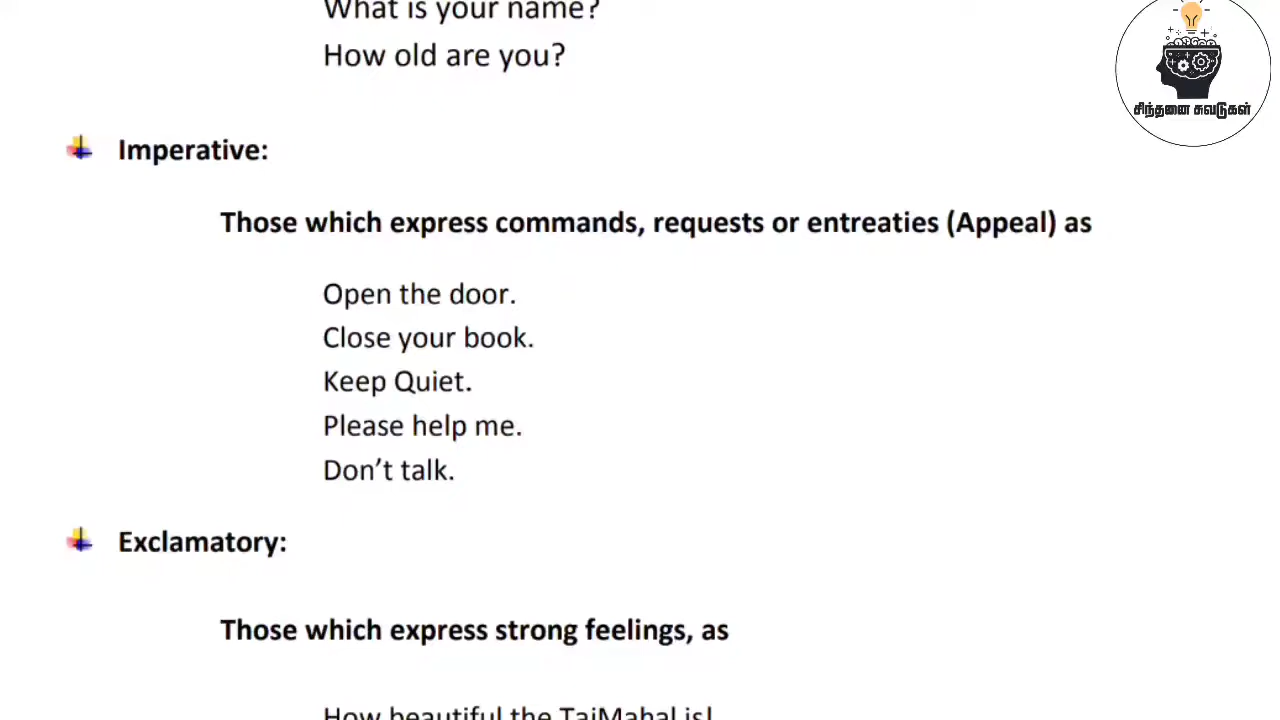 What is your name?
How old are you?
சிந்தனை சுவடுகள்
Imperative:
Those which express commands, requests or entreaties (Appeal) as
Open the door.
Close your book.
Keep Quiet.
Please help me.
Don’t talk.
Exclamatory:
Those which express strong feelings, as
How beautiful the TajMahal is!